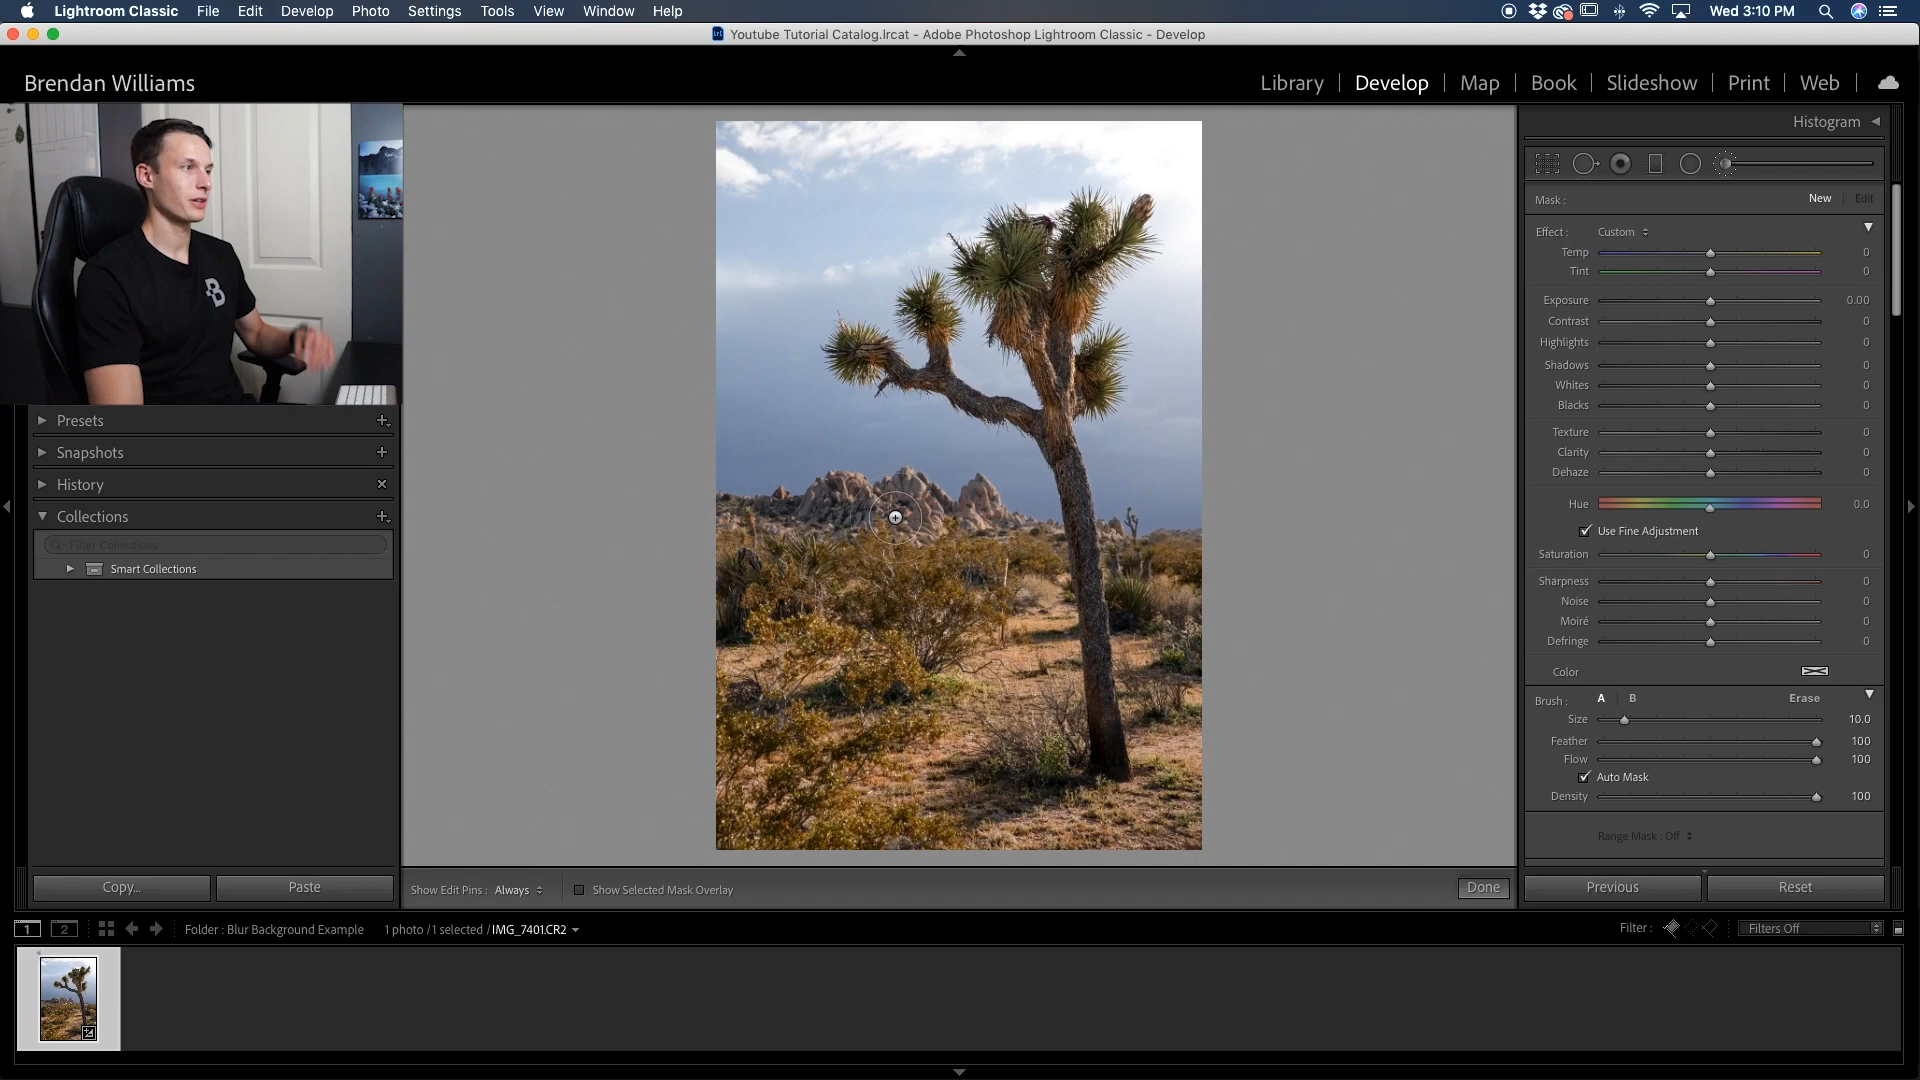 Lightroom Classic File Edit Develop Photo Settings Tools View Window Help Wed 3:10 PM
Youtube Tutorial Catalog.lrcat - Adobe Photoshop Lightroom Classic - Develop
Brendan Williams
Library | Develop | Map | Book | Slideshow | Print | Web
Histogram
Mask : New Edit
Effect : Custom
Temp 0
Tint 0
Exposure 0.00
Contrast 0
Highlights 0
Shadows 0
Whites 0
Blacks 0
Texture 0
Clarity 0
Dehaze 0
Hue 0.0
Use Fine Adjustment
Saturation 0
Sharpness 0
Noise 0
Moiré 0
Defringe 0
Color
Brush : A B Erase
Size 10.0
Feather 100
Flow 100
Auto Mask
Density 100
Range Mask : Off
Previous Reset
Presets
Snapshots
History
Collections
Filter Collections
Smart Collections
Copy... Paste
Show Edit Pins : Always Show Selected Mask Overlay Done
1 2 Folder : Blur Background Example 1 photo / 1 selected / IMG_7401.CR2 Filter : Filters Off